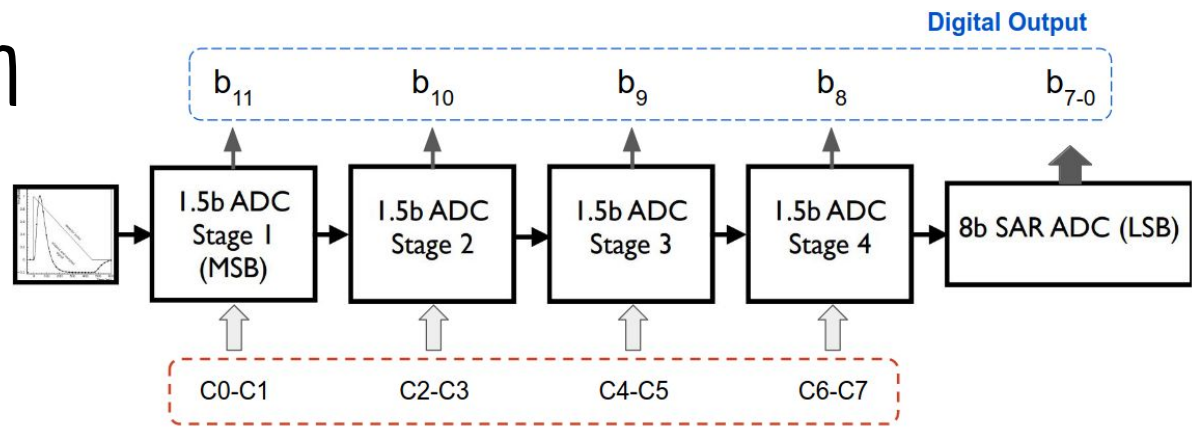 Digital Output
b₁₁ b₁₀ b₉ b₈ b₇₋₀
1.5b ADC
Stage 1
(MSB)
1.5b ADC
Stage 2
1.5b ADC
Stage 3
1.5b ADC
Stage 4
8b SAR ADC (LSB)
C0-C1 C2-C3 C4-C5 C6-C7